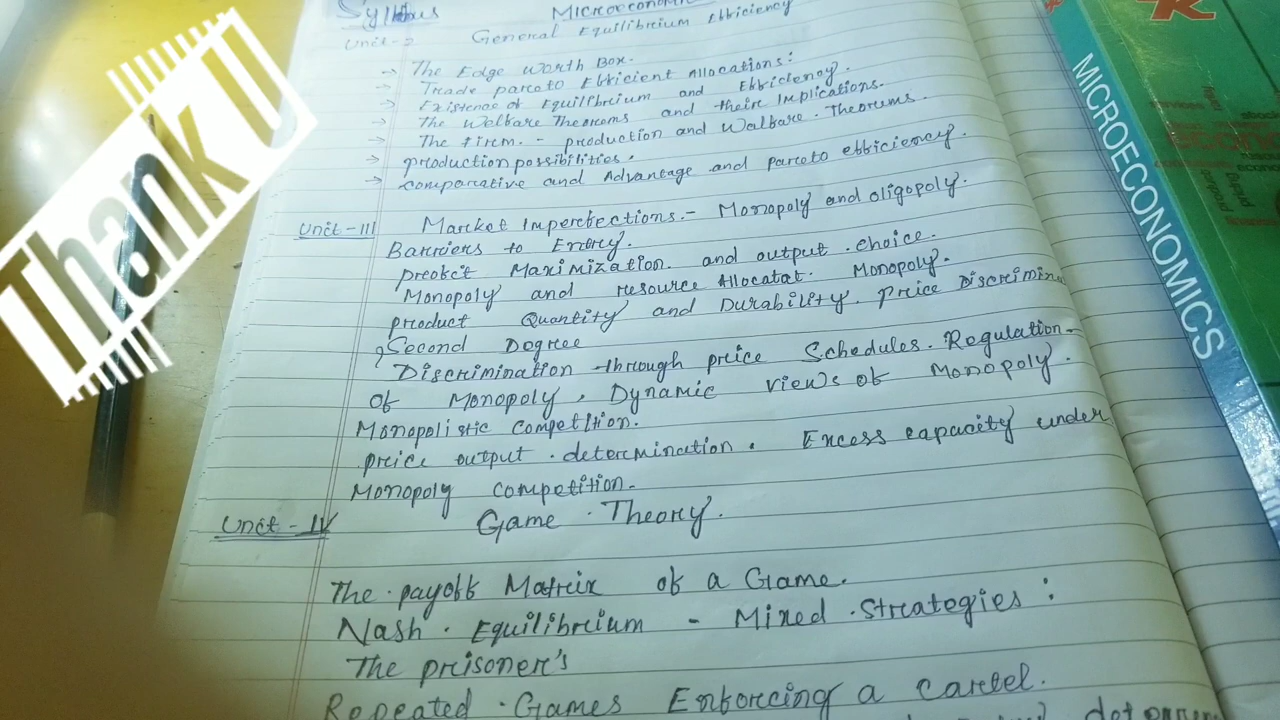 Syllabus Microeconomic
Unit-2 General Equilibrium Efficiency
→ The Edge worth Box.
→ Trade pareto Efficient Allocations:
→ Existence of Equilibrium and Efficiency.
→ The Welfare Theorems and their Implications.
→ The firem. - production and Walfare. Theorems.
→ production possibilities.
→ comparative and Advantage and pareto efficiency.
Unit-III Market Imperfections.- Monopoly and oligopoly.
Barriers to Entry.
Maximization. and output. choice.
Monopoly and resource Allocatat. Monopoly.
product Quantity and Durability. price Discrimin
Second Degree
Discrimination through price Schedules. Regulation-
of Monopoly, Dynamic views of Monopoly.
Monopolistic competition.
price output. determination. Excess capacity under
Monopoly competition.
Unit-IV Game. Theory.
The. payoff Matrix of a Game.
Nash. Equilibrium - Mixed. Strategies:
The prisoner's
Repeated. Games Enforcing a cartel.
Thank U
MICROECONOMICS